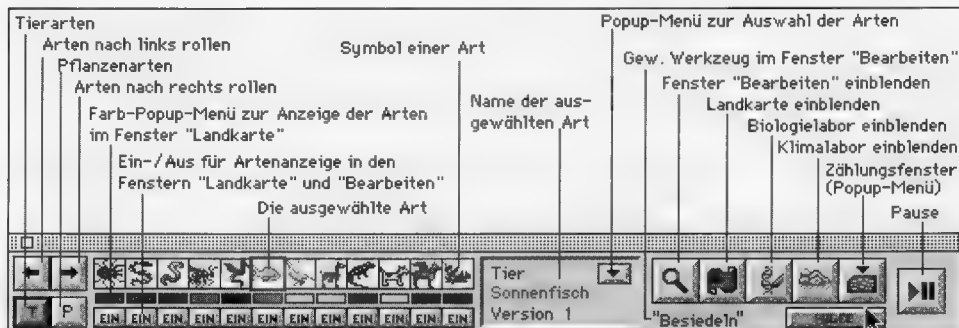 Tierarten
Arten nach links rollen
Pflanzenarten
Arten nach rechts rollen
Farb-Popup-Menü zur Anzeige der Arten
im Fenster "Landkarte"
Ein-/Aus für Artenanzeige in den
Fenstern "Landkarte" und "Bearbeiten"
Die ausgewählte Art
Symbol einer Art
Name der aus-
gewählten Art
Popup-Menü zur Auswahl der Arten
Gew. Werkzeug im Fenster "Bearbeiten"
Fenster "Bearbeiten" einblenden
Landkarte einblenden
Biologielabor einblenden
Klimalabor einblenden
Zählungsfenster
(Popup-Menü)
Pause
T P
EIN EIN EIN EIN EIN EIN EIN EIN EIN EIN EIN EIN
Tier
Sonnenfisch
Version 1
"Besiedeln"